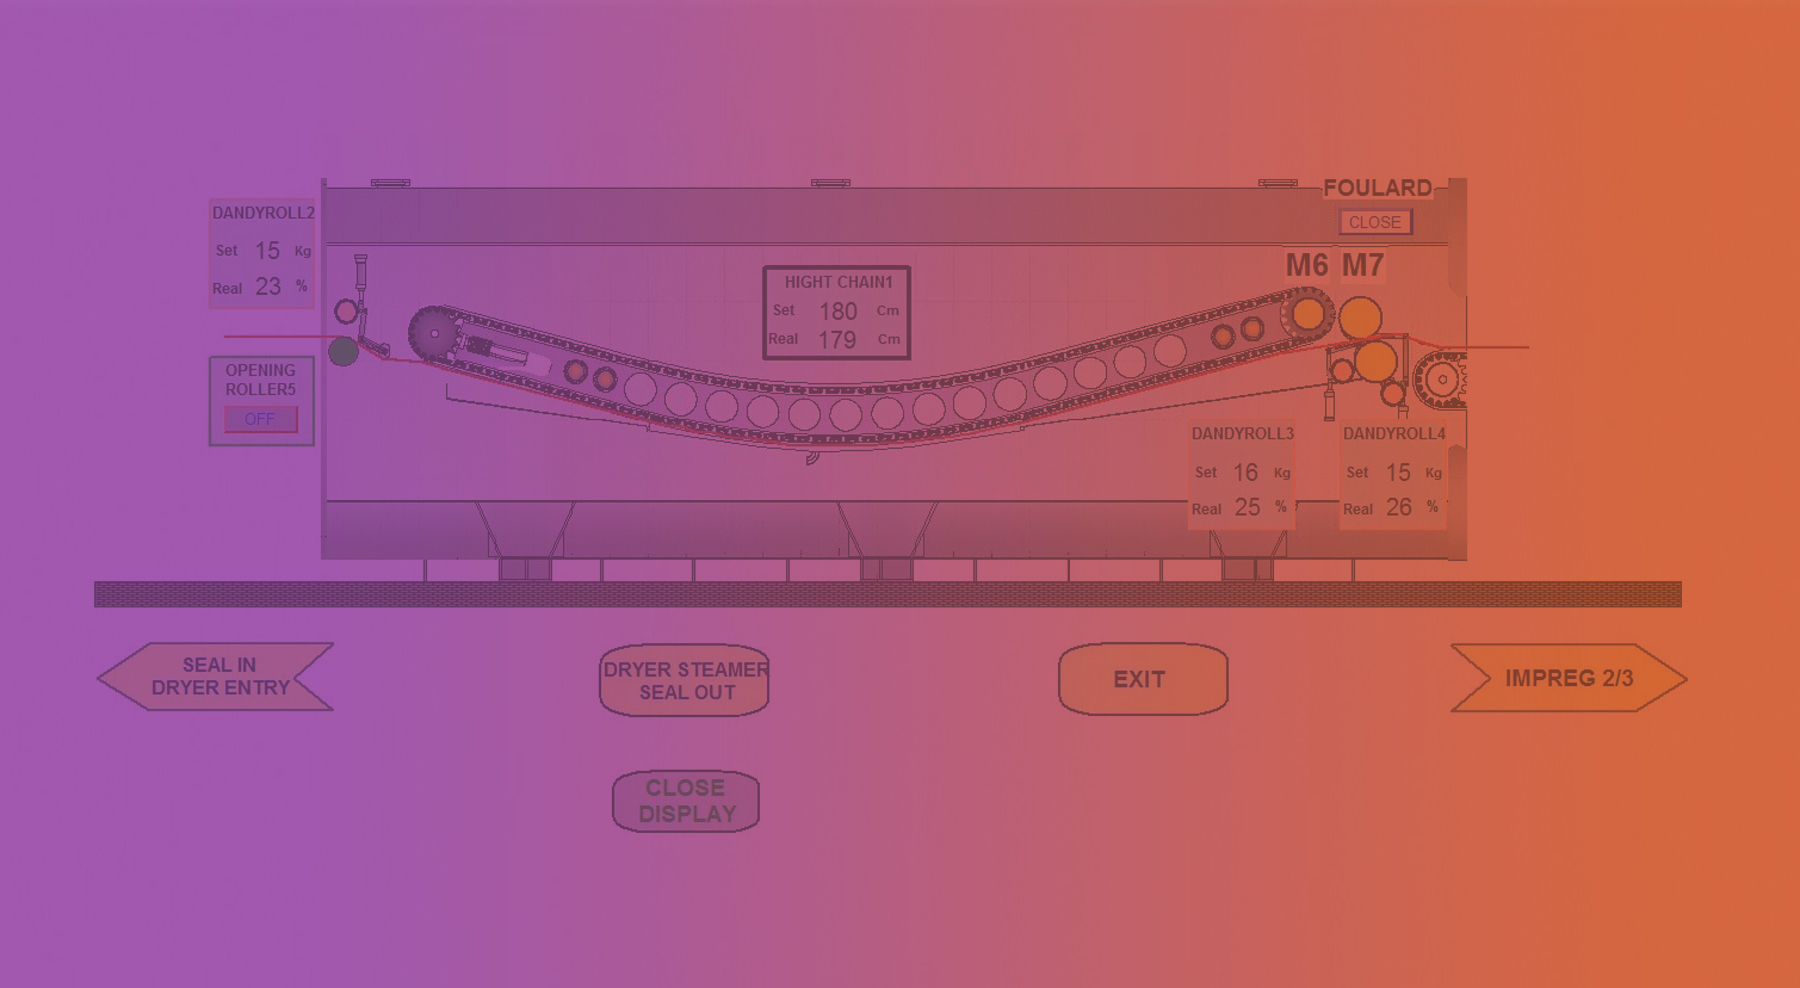 FOULARD
CLOSE
DANDYROLL2
Set 15 Kg
Real 23 %
M6 M7
HIGHT CHAIN1
Set 180 Cm
Real 179 Cm
OPENING
ROLLER5
OFF
DANDYROLL3
Set 16 Kg
Real 25 %
DANDYROLL4
Set 15 Kg
Real 26 %
SEAL IN
DRYER ENTRY
DRYER STEAMER
SEAL OUT
EXIT
IMPREG 2/3
CLOSE
DISPLAY